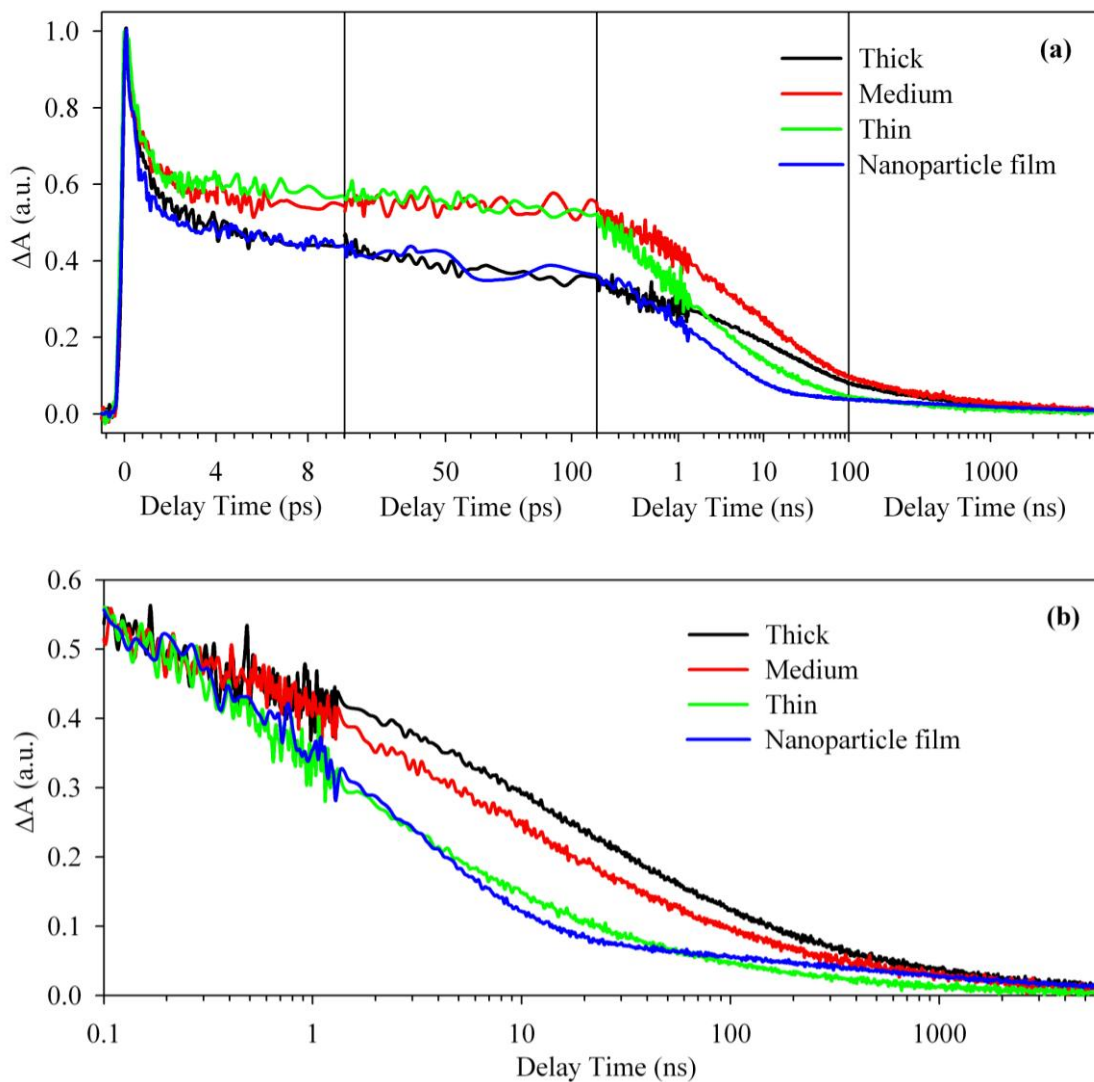 (a)
Thick
Medium
Thin
Nanoparticle film
1.0
0.8
0.6
0.4
0.2
0.0
ΔA (a.u.)
0 4 8 50 100 1 10 100 1000
Delay Time (ps) Delay Time (ps) Delay Time (ns) Delay Time (ns)
(b)
Thick
Medium
Thin
Nanoparticle film
0.6
0.5
0.4
0.3
0.2
0.1
0.0
ΔA (a.u.)
0.1 1 10 100 1000
Delay Time (ns)